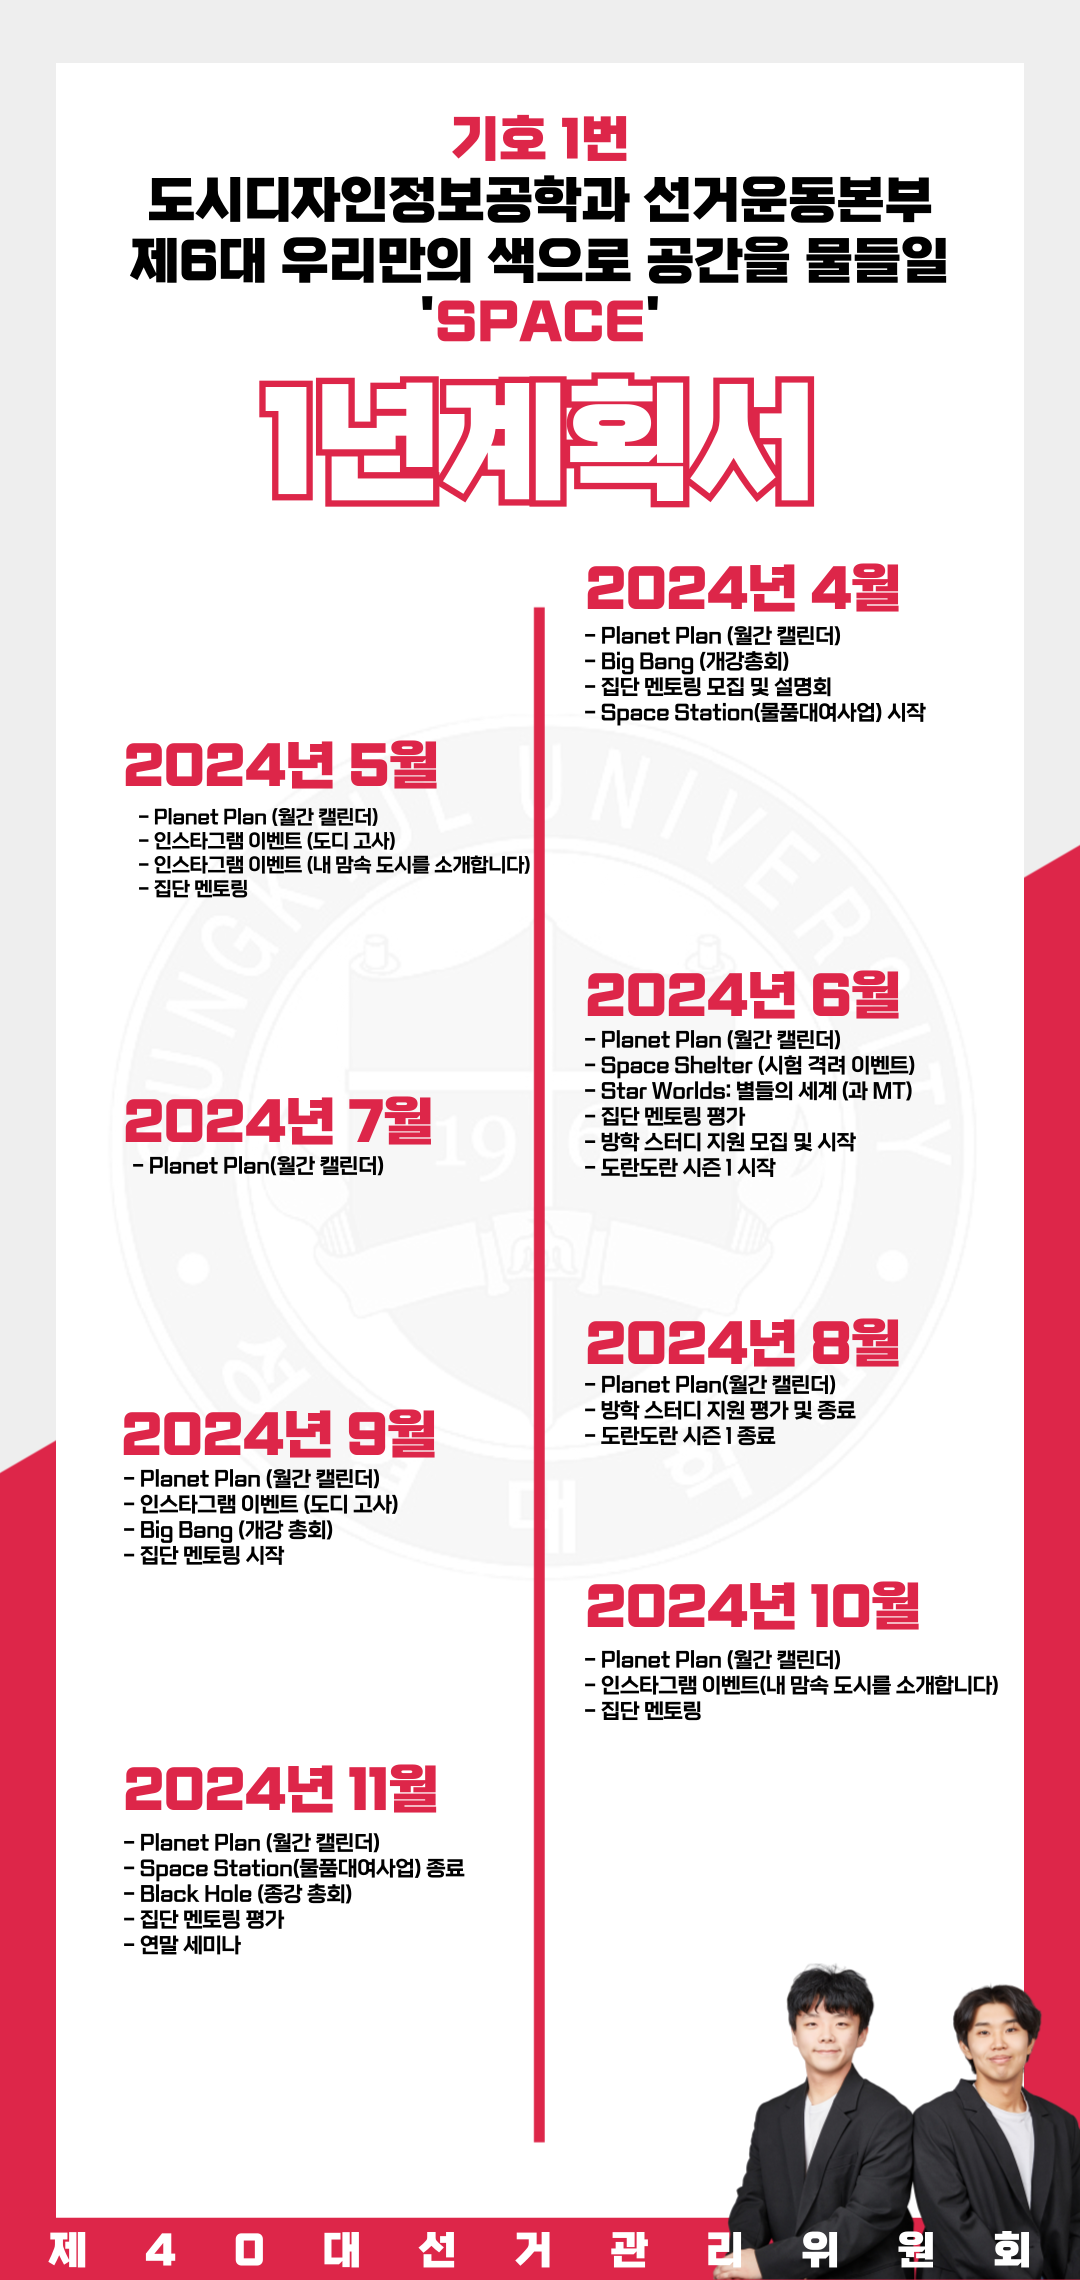 기호 1번
도시디자인정보공학과 선거운동본부
제6대 우리만의 색으로 공간을 물들일
'SPACE'
1년계획서
2024년 4월
- Planet Plan (월간 캘린더)
- Big Bang (개강총회)
- 집단 멘토링 모집 및 설명회
- Space Station(물품대여사업) 시작
2024년 5월
- Planet Plan (월간 캘린더)
- 인스타그램 이벤트 (도디 고사)
- 인스타그램 이벤트 (내 맘속 도시를 소개합니다)
- 집단 멘토링
2024년 6월
- Planet Plan (월간 캘린더)
- Space Shelter (시험 격려 이벤트)
- Star Worlds: 별들의 세계 (과 MT)
- 집단 멘토링 평가
- 방학 스터디 지원 모집 및 시작
- 도란도란 시즌 1 시작
2024년 7월
- Planet Plan(월간 캘린더)
2024년 8월
- Planet Plan(월간 캘린더)
- 방학 스터디 지원 평가 및 종료
- 도란도란 시즌 1 종료
2024년 9월
- Planet Plan (월간 캘린더)
- 인스타그램 이벤트 (도디 고사)
- Big Bang (개강 총회)
- 집단 멘토링 시작
2024년 10월
- Planet Plan (월간 캘린더)
- 인스타그램 이벤트(내 맘속 도시를 소개합니다)
- 집단 멘토링
2024년 11월
- Planet Plan (월간 캘린더)
- Space Station(물품대여사업) 종료
- Black Hole (종강 총회)
- 집단 멘토링 평가
- 연말 세미나
제40대선거관리위원회